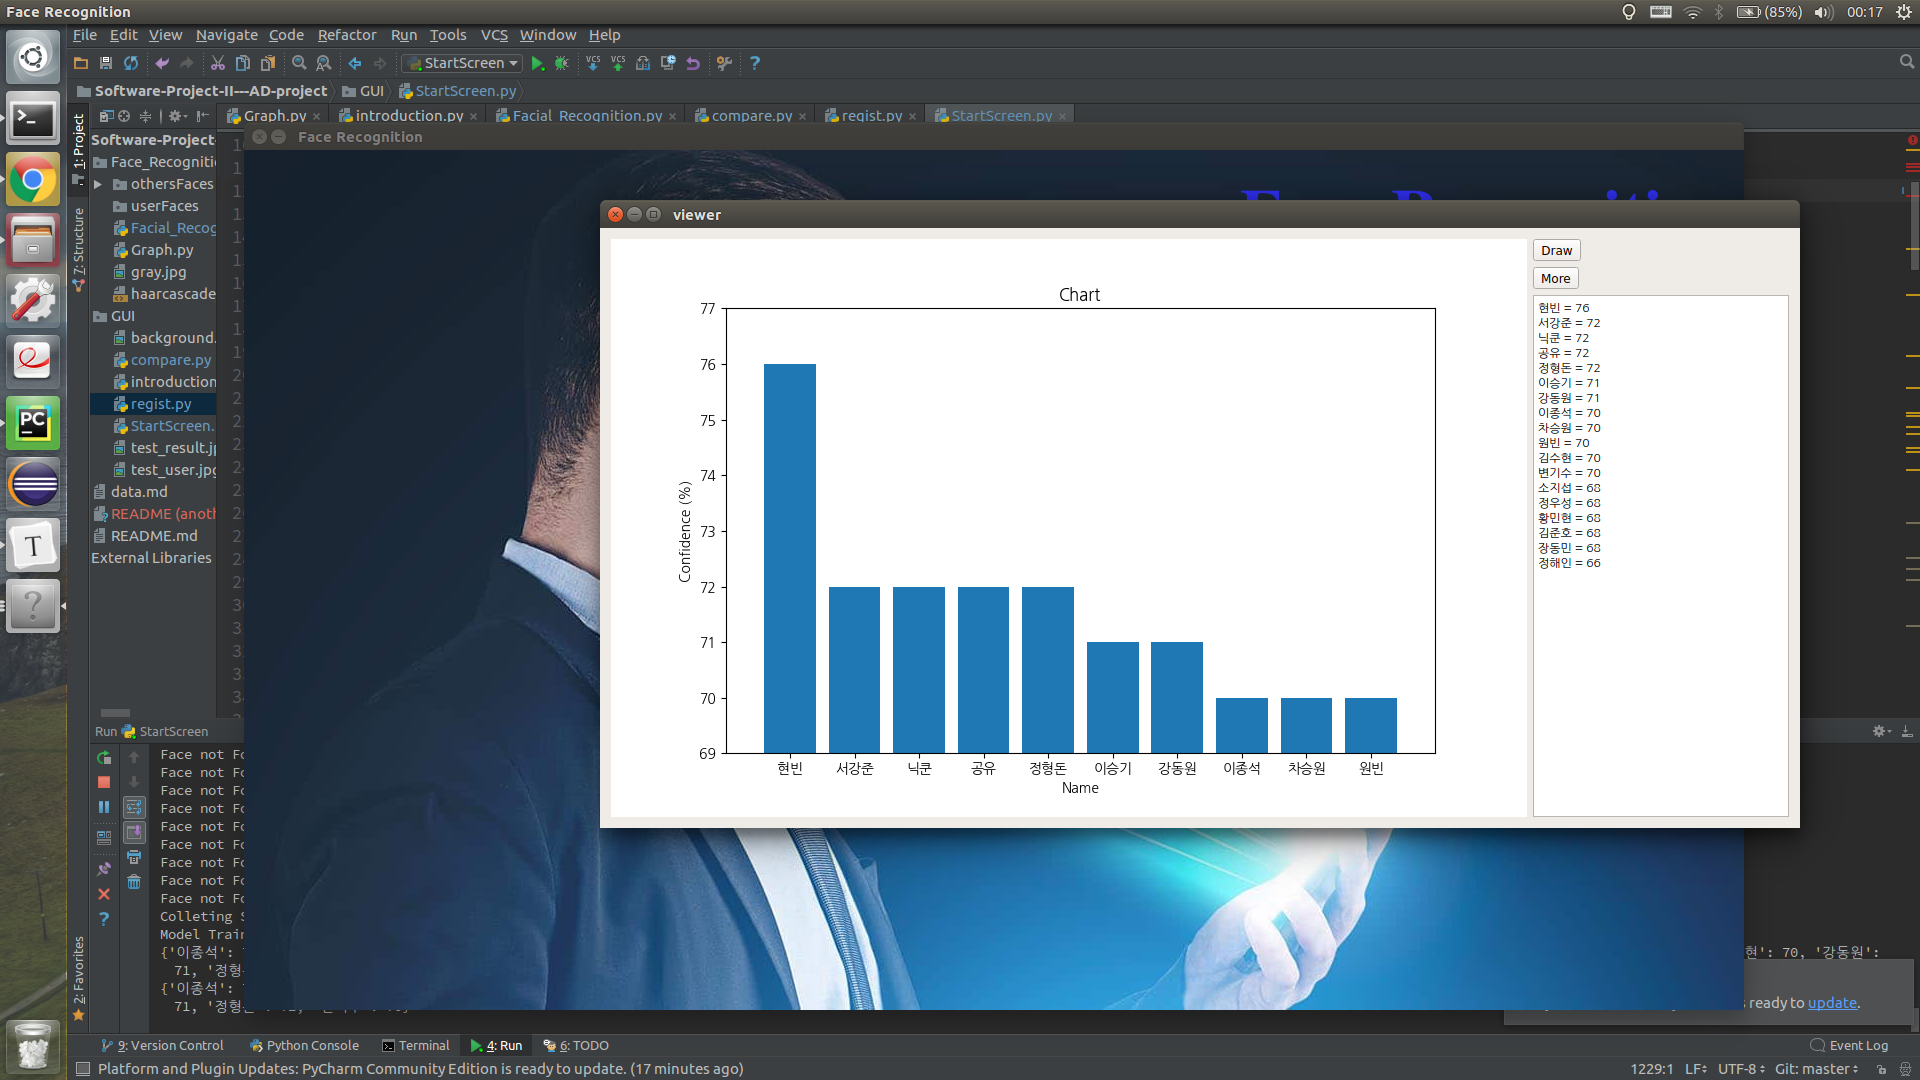 Face Recognition
(85%) 00:17
File Edit View Navigate Code Refactor Run Tools VCS Window Help
StartScreen
Software-Project-II---AD-project GUI StartScreen.py
1: Project
Graph.py introduction.py Facial_Recognition.py compare.py regist.py StartScreen.py
Software-Project-
Face_Recognitio
othersFaces
userFaces
Facial_Recog
Graph.py
gray.jpg
haarcascade
GUI
background.
compare.py
introduction
regist.py
StartScreen.
test_result.jp
test_user.jpg
data.md
README (anoth
README.md
External Libraries
7: Structure
2: Favorites
Face Recognition
viewer
Chart
77
76
75
74
73
72
71
70
69
Confidence (%)
현빈 서강준 닉쿤 공유 정형돈 이승기 강동원 이종석 차승원 원빈
Name
Draw
More
현빈 = 76
서강준 = 72
닉쿤 = 72
공유 = 72
정형돈 = 72
이승기 = 71
강동원 = 71
이종석 = 70
차승원 = 70
원빈 = 70
김수현 = 70
변기수 = 70
소지섭 = 68
정우성 = 68
황민현 = 68
김준호 = 68
장동민 = 68
정해인 = 66
Run StartScreen
Face not Fo
Face not Fo
Face not Fo
Face not Fo
Face not Fo
Face not Fo
Face not Fo
Face not Fo
Face not Fo
Colleting S
Model Train
{'이종석':
현': 70, '강동원':
71, '정형
{'이종석':
71, '정형
s ready to update.
9: Version Control Python Console Terminal 4: Run 6: TODO Event Log
Platform and Plugin Updates: PyCharm Community Edition is ready to update. (17 minutes ago) 1229:1 LF UTF-8 Git: master